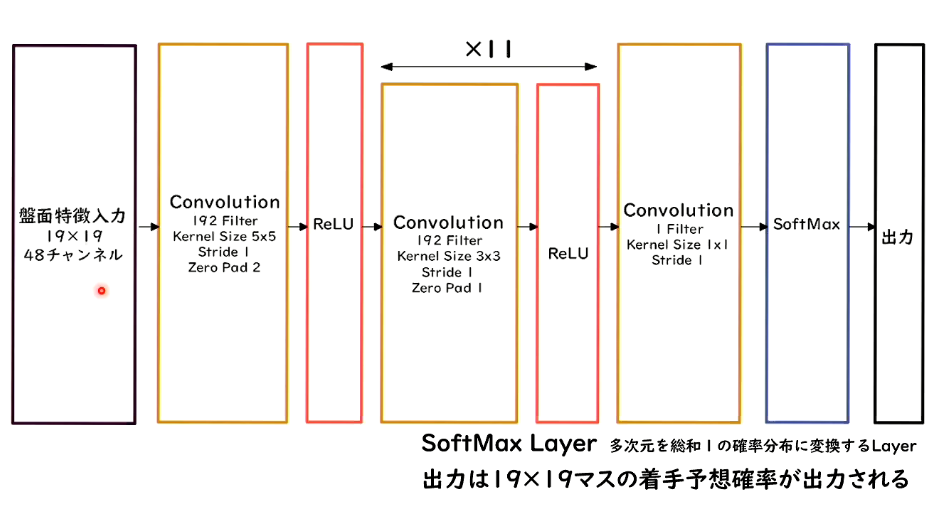 ×11
盤面特徴入力
19×19
48チャンネル
Convolution
192 Filter
Kernel Size 5x5
Stride 1
Zero Pad 2
ReLU
Convolution
192 Filter
Kernel Size 3x3
Stride 1
Zero Pad 1
ReLU
Convolution
1 Filter
Kernel Size 1x1
Stride 1
SoftMax
出力
SoftMax Layer 多次元を総和1の確率分布に変換するLayer
出力は19×19マスの着手予想確率が出力される